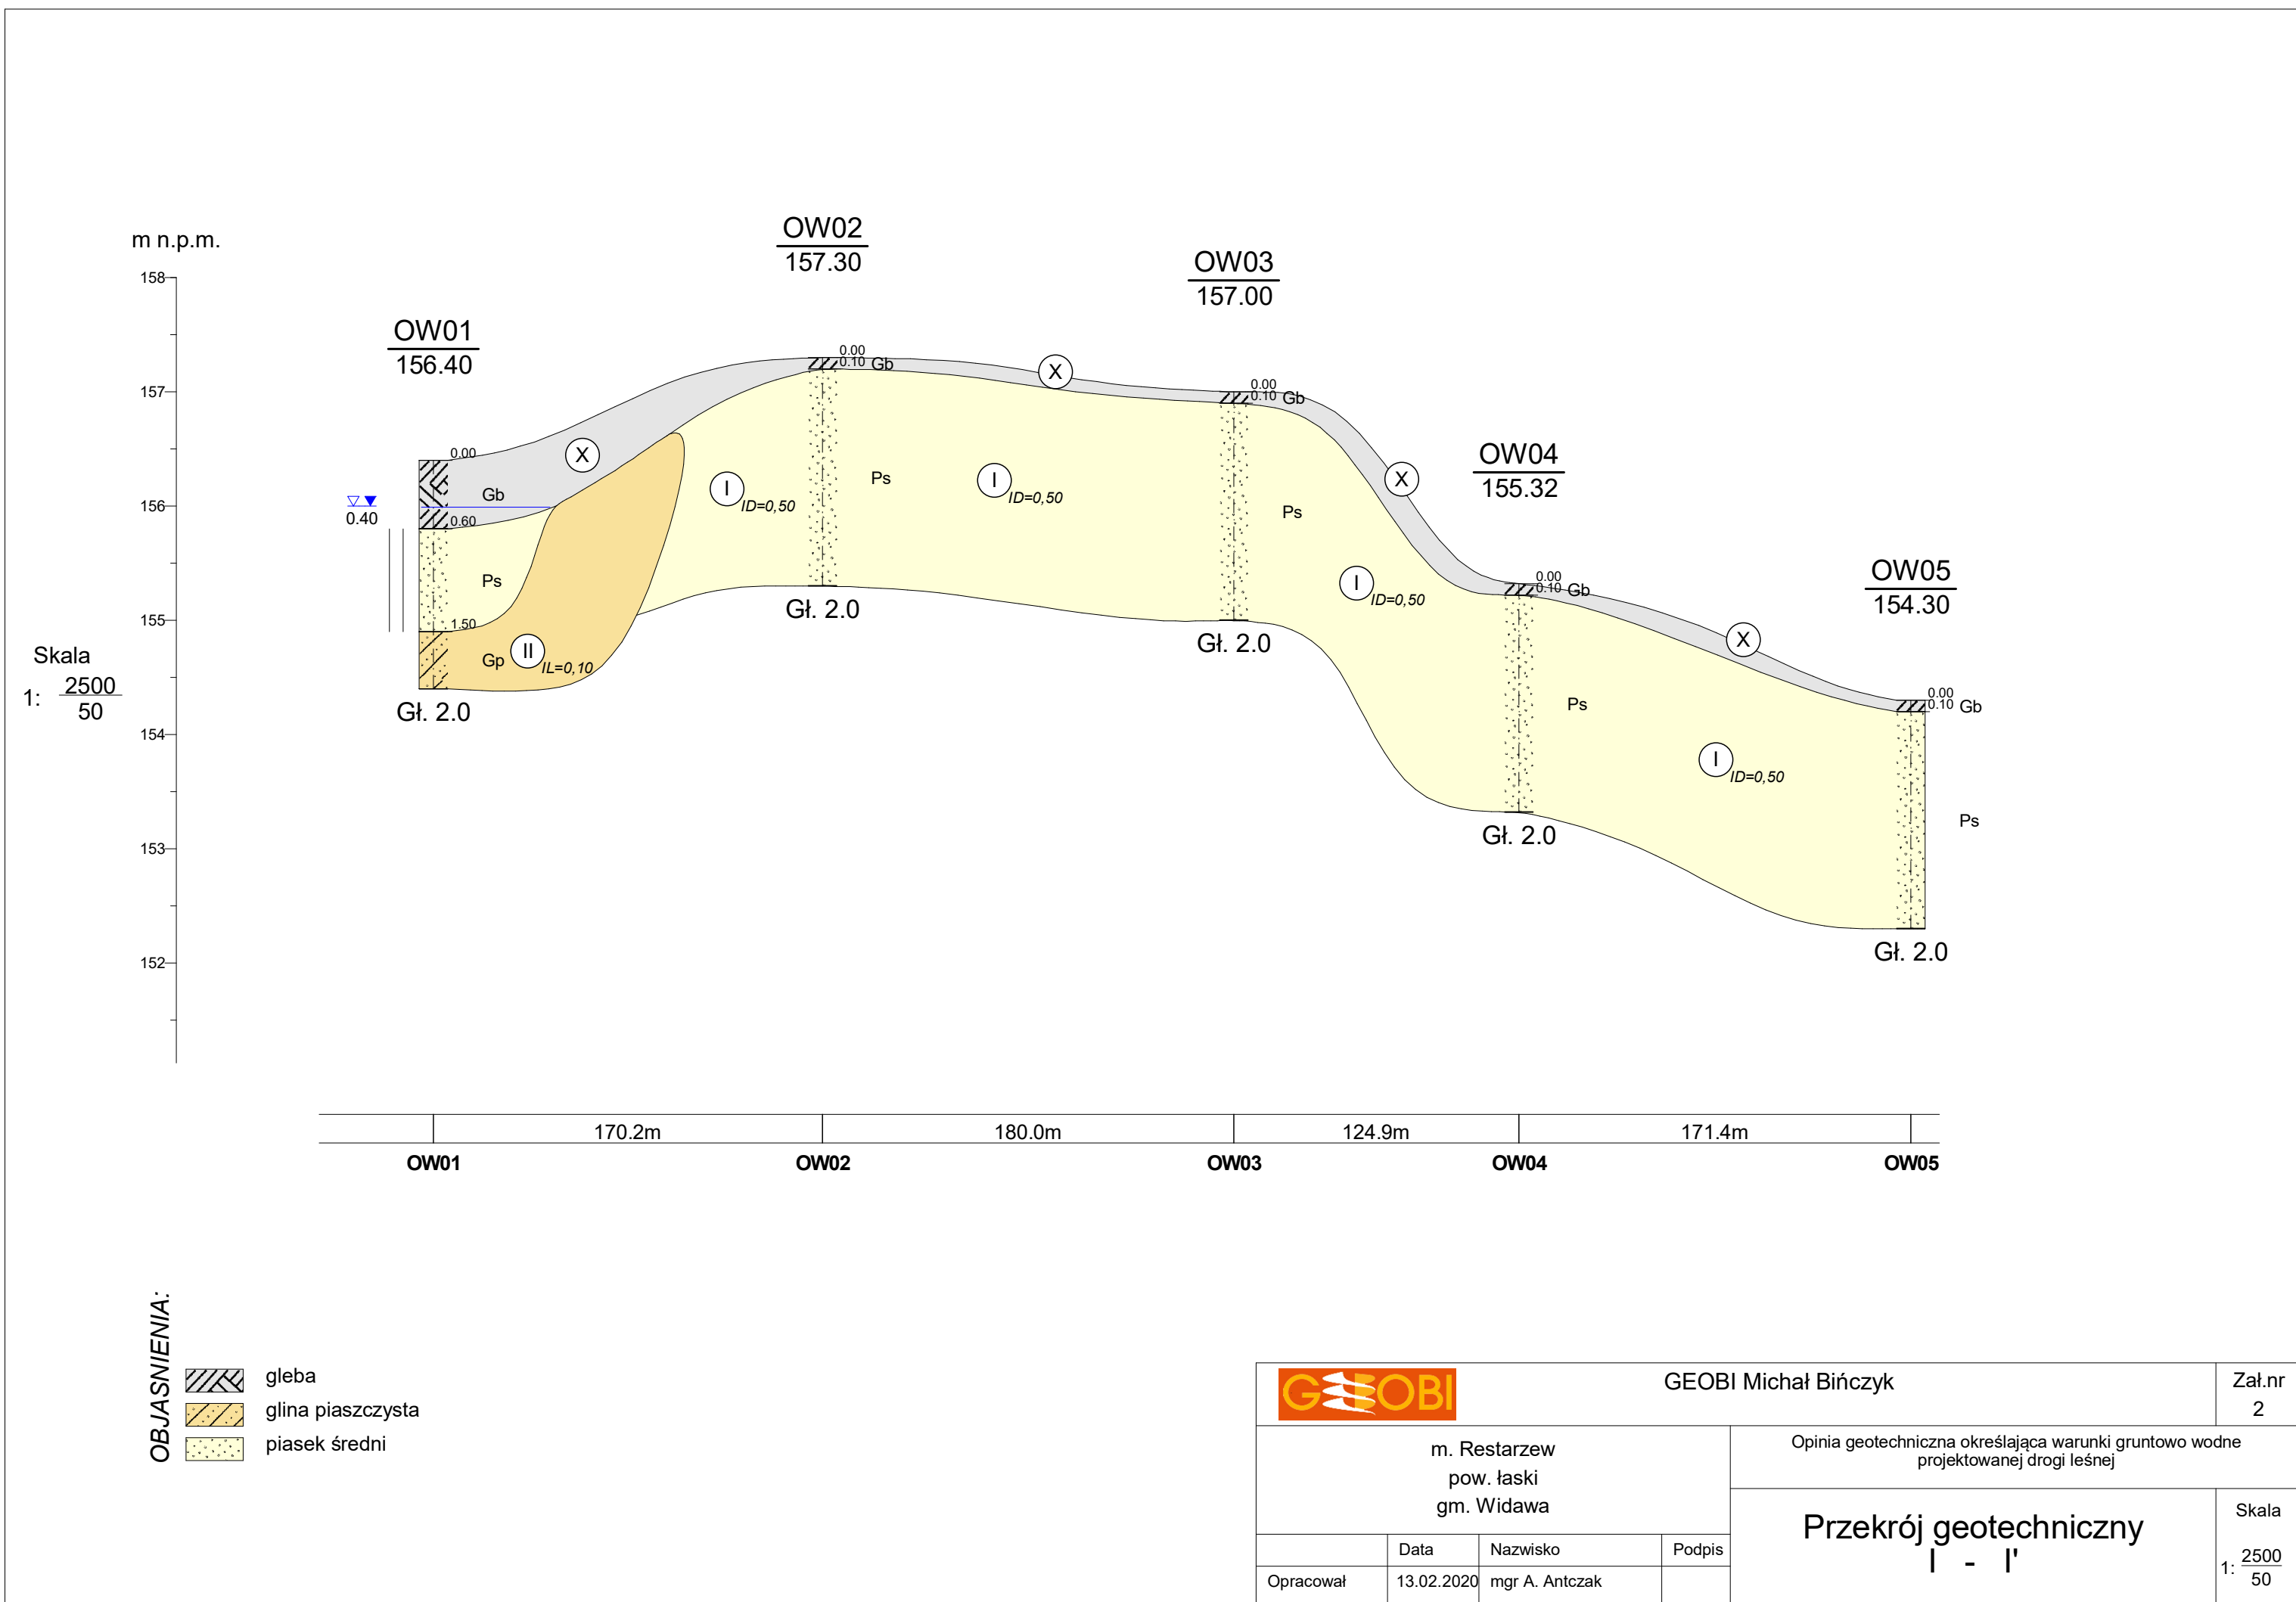 m n.p.m.
158
157
156
155
154
153
152
Skala
1: 2500
50
OW01
156.40
OW02
157.30
OW03
157.00
OW04
155.32
OW05
154.30
0.00
Gb
0.60
Ps
1.50
Gp
Gł. 2.0
0.40
X
II
IL=0,10
I
ID=0,50
0.00
0.10
Gb
Ps
Gł. 2.0
X
I
ID=0,50
0.00
0.10
Gb
Ps
Gł. 2.0
X
I
ID=0,50
0.00
0.10
Gb
Ps
Gł. 2.0
X
I
ID=0,50
0.00
0.10
Gb
Ps
Gł. 2.0
170.2m
180.0m
124.9m
171.4m
OW01
OW02
OW03
OW04
OW05
OBJAŚNIENIA:
gleba
glina piaszczysta
piasek średni
GEOBI
GEOBI Michał Bińczyk
Zał.nr
2
m. Restarzew
pow. łaski
gm. Widawa
Opinia geotechniczna określająca warunki gruntowo wodne
projektowanej drogi leśnej
Przekrój geotechniczny
I - I'
Skala
1: 2500
50
Data
Nazwisko
Podpis
Opracował
13.02.2020
mgr A. Antczak